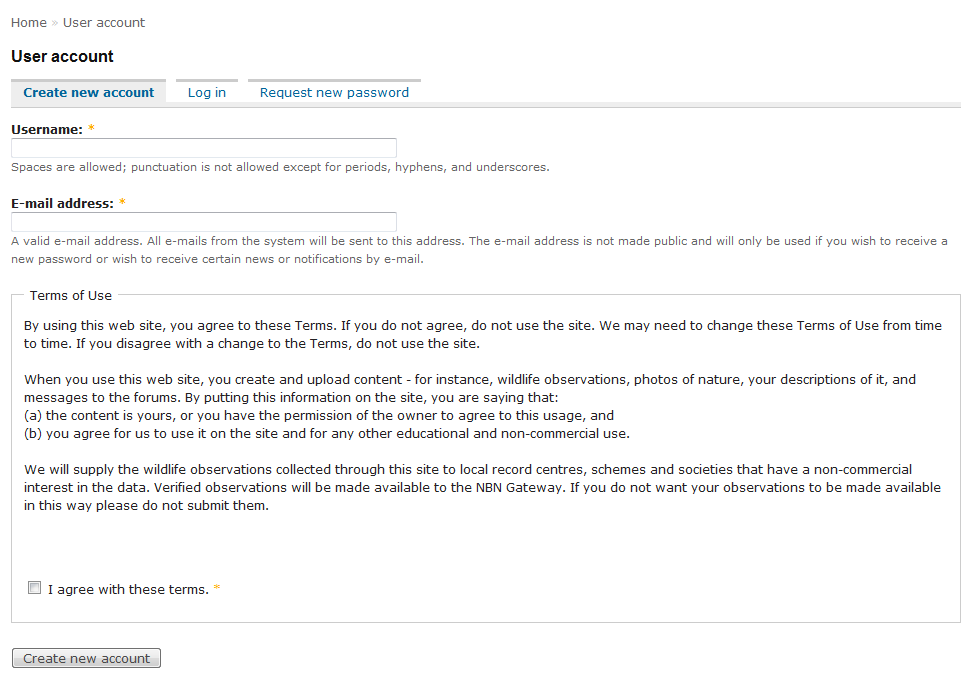 Home » User account
User account
Create new account Log in Request new password
Username: *
Spaces are allowed; punctuation is not allowed except for periods, hyphens, and underscores.
E-mail address: *
A valid e-mail address. All e-mails from the system will be sent to this address. The e-mail address is not made public and will only be used if you wish to receive a
new password or wish to receive certain news or notifications by e-mail.
Terms of Use
By using this web site, you agree to these Terms. If you do not agree, do not use the site. We may need to change these Terms of Use from time
to time. If you disagree with a change to the Terms, do not use the site.
When you use this web site, you create and upload content - for instance, wildlife observations, photos of nature, your descriptions of it, and
messages to the forums. By putting this information on the site, you are saying that:
(a) the content is yours, or you have the permission of the owner to agree to this usage, and
(b) you agree for us to use it on the site and for any other educational and non-commercial use.
We will supply the wildlife observations collected through this site to local record centres, schemes and societies that have a non-commercial
interest in the data. Verified observations will be made available to the NBN Gateway. If you do not want your observations to be made available
in this way please do not submit them.
I agree with these terms. *
Create new account